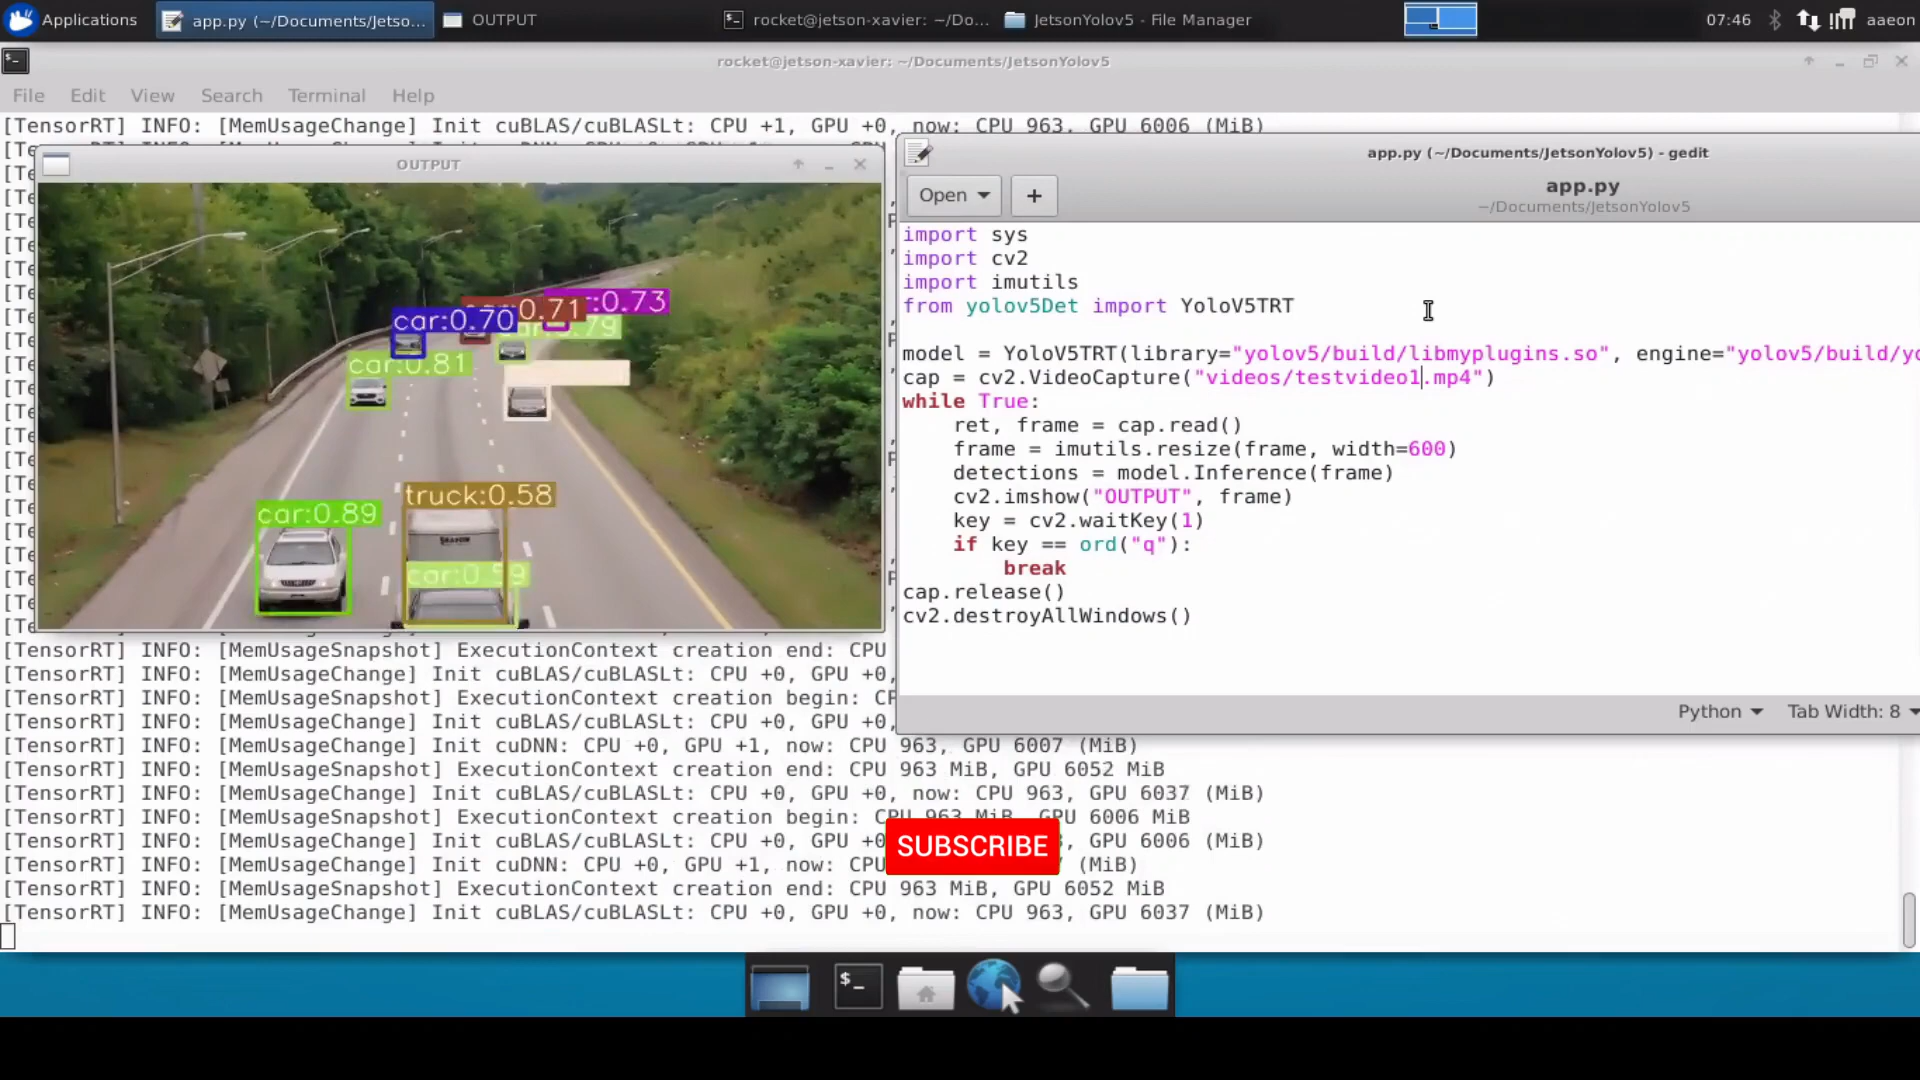 Applications
app.py (~/Documents/Jetso...
OUTPUT
rocket@jetson-xavier: ~/Do...
JetsonYolov5 - File Manager
07:46
aaeon
rocket@jetson-xavier: ~/Documents/JetsonYolov5
File Edit View Search Terminal Help
[TensorRT] INFO: [MemUsageChange] Init cuBLAS/cuBLASLt: CPU +1, GPU +0, now: CPU 963, GPU 6006 (MiB)
OUTPUT
car:0.70
0.71
:0.73
car:0.81
truck:0.58
car:0.89
car:0.59
app.py (~/Documents/JetsonYolov5) - gedit
Open
+
app.py
~/Documents/JetsonYolov5
import sys
import cv2
import imutils
from yolov5Det import YoloV5TRT
model = YoloV5TRT(library="yolov5/build/libmyplugins.so", engine="yolov5/build/yo
cap = cv2.VideoCapture("videos/testvideo1.mp4")
while True:
ret, frame = cap.read()
frame = imutils.resize(frame, width=600)
detections = model.Inference(frame)
cv2.imshow("OUTPUT", frame)
key = cv2.waitKey(1)
if key == ord("q"):
break
cap.release()
cv2.destroyAllWindows()
Python
Tab Width: 8
[TensorRT] INFO: [MemUsageSnapshot] ExecutionContext creation end: CPU
[TensorRT] INFO: [MemUsageChange] Init cuBLAS/cuBLASLt: CPU +0, GPU +0,
[TensorRT] INFO: [MemUsageSnapshot] ExecutionContext creation begin: CP
[TensorRT] INFO: [MemUsageChange] Init cuBLAS/cuBLASLt: CPU +0, GPU +0,
[TensorRT] INFO: [MemUsageChange] Init cuDNN: CPU +0, GPU +1, now: CPU 963, GPU 6007 (MiB)
[TensorRT] INFO: [MemUsageSnapshot] ExecutionContext creation end: CPU 963 MiB, GPU 6052 MiB
[TensorRT] INFO: [MemUsageChange] Init cuBLAS/cuBLASLt: CPU +0, GPU +0, now: CPU 963, GPU 6037 (MiB)
[TensorRT] INFO: [MemUsageSnapshot] ExecutionContext creation begin: CPU 963 MiB, GPU 6006 MiB
[TensorRT] INFO: [MemUsageChange] Init cuBLAS/cuBLASLt: CPU +0, GPU +0 , GPU 6006 (MiB)
[TensorRT] INFO: [MemUsageChange] Init cuDNN: CPU +0, GPU +1, now: CPU (MiB)
SUBSCRIBE
[TensorRT] INFO: [MemUsageSnapshot] ExecutionContext creation end: CPU 963 MiB, GPU 6052 MiB
[TensorRT] INFO: [MemUsageChange] Init cuBLAS/cuBLASLt: CPU +0, GPU +0, now: CPU 963, GPU 6037 (MiB)